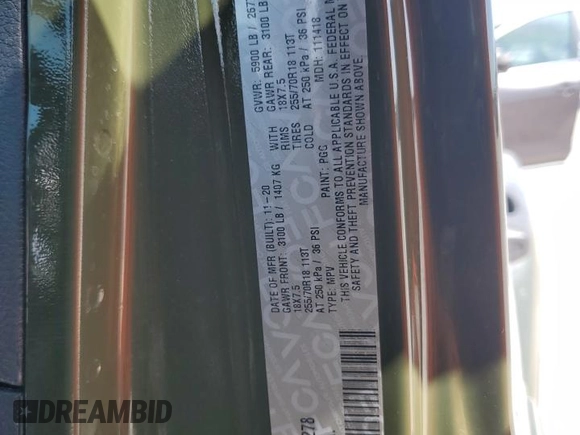 DATE OF MFR (BUILT): 11-20 GVWR: 5900 LB / 267
GAWR FRONT: 3100 LB / 1407 KG WITH GAWR REAR: 3100 LB
18X7.5 RIMS 18X7.5
255/70R18 113T TIRES 255/70R18 113T
AT 250 kPa / 36 PSI COLD AT 250 kPa / 36 PSI
TYPE: MPV PAINT: PGC MDH: 111418
THIS VEHICLE CONFORMS TO ALL APPLICABLE U.S.A. FEDERAL M
SAFETY AND THEFT PREVENTION STANDARDS IN EFFECT ON
MANUFACTURE SHOWN ABOVE.
278
DREAMBID